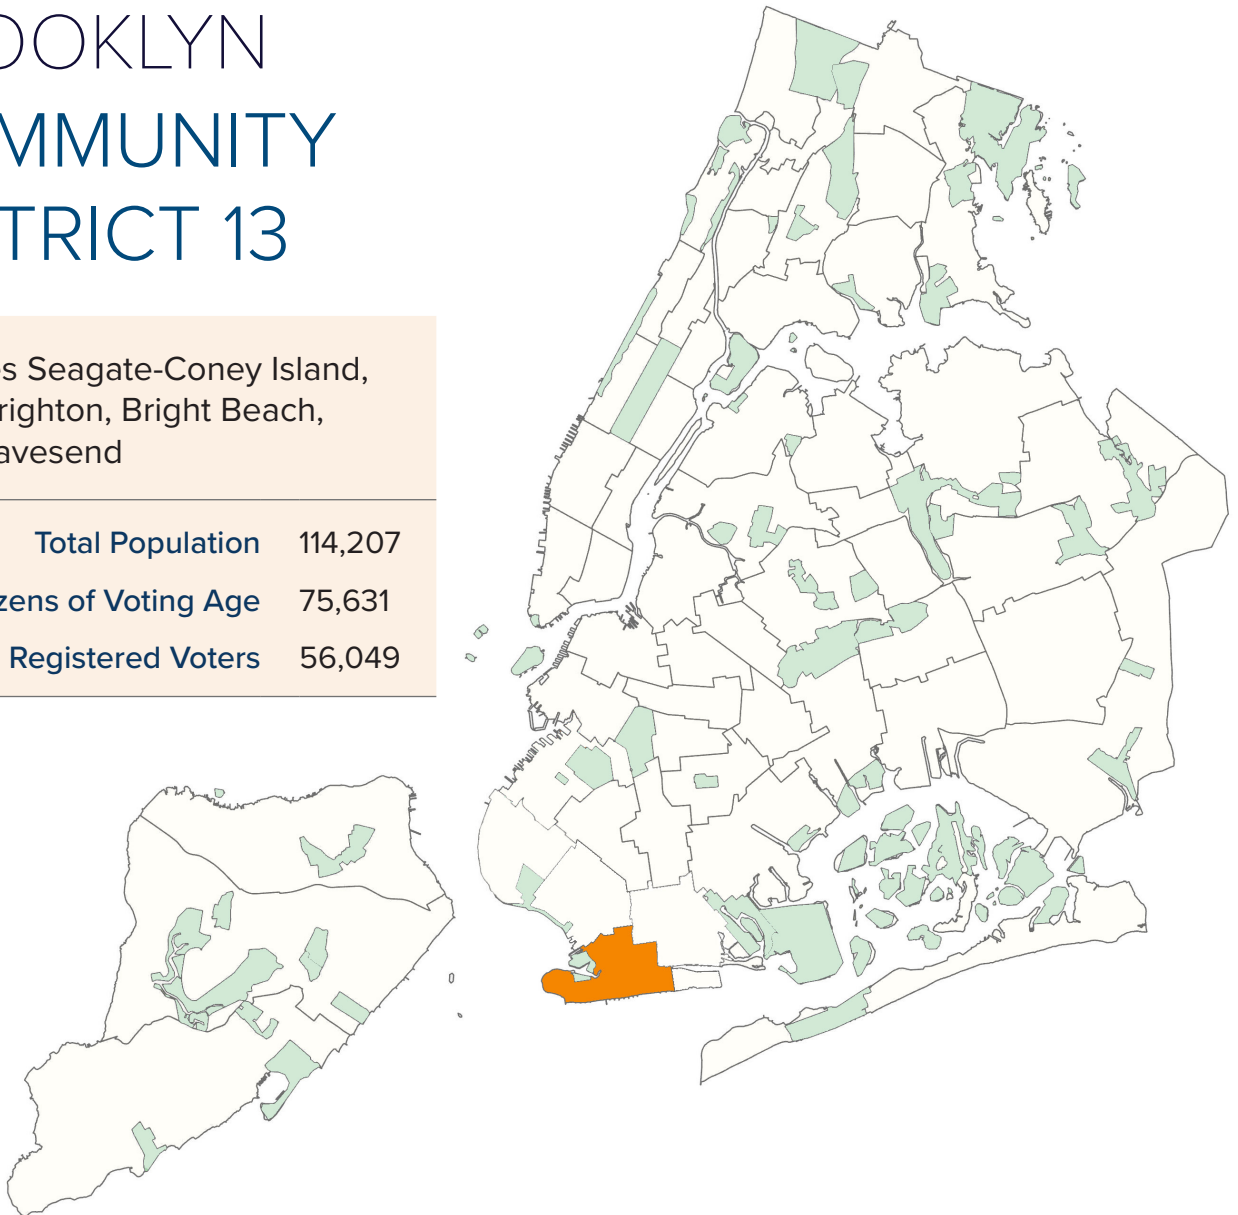 OOKLYN
MMUNITY
TRICT 13
s Seagate-Coney Island,
righton, Bright Beach,
avesend
Total Population 114,207
zens of Voting Age 75,631
Registered Voters 56,049